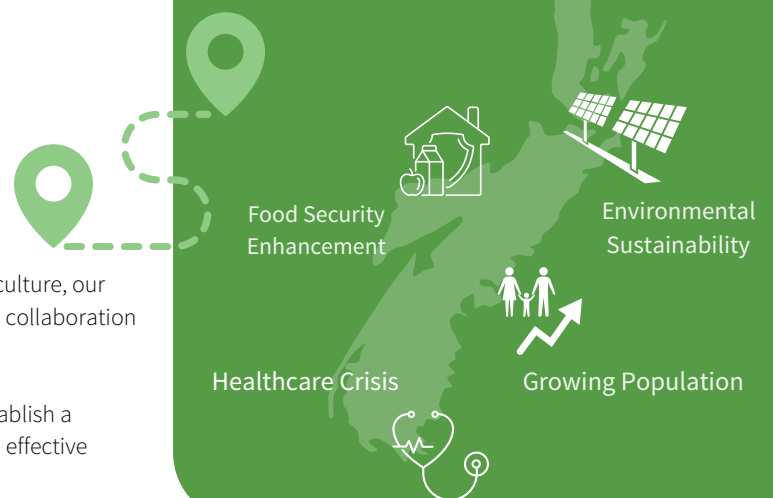 Food Security
Enhancement
Environmental
Sustainability
culture, our
collaboration
Healthcare Crisis
Growing Population
ablish a
effective